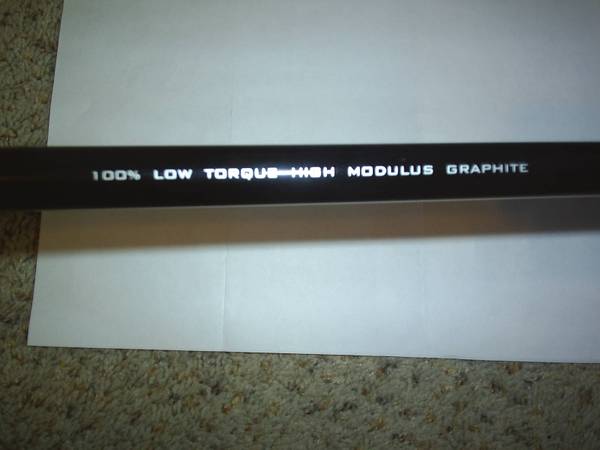 100% LOW TORQUE HIGH MODULUS GRAPHITE